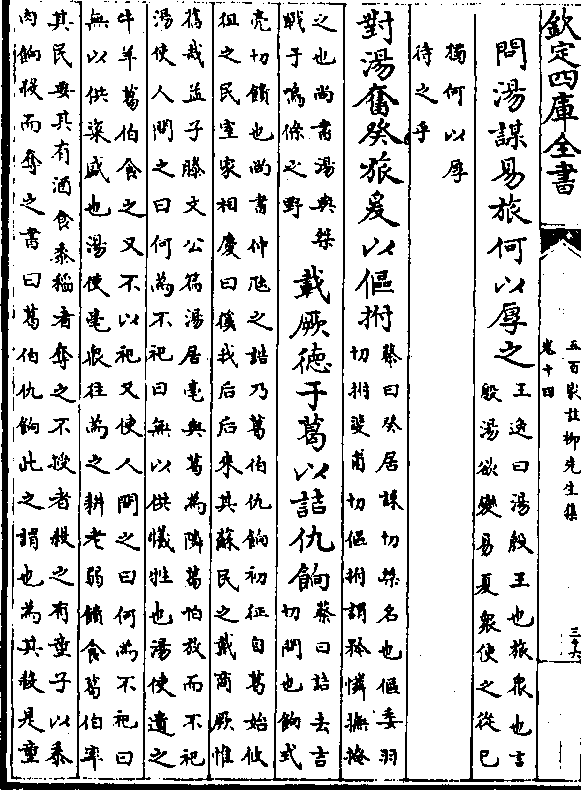 欽定四庫全書
五百家註柳先生集
卷十四
三十六
問湯謀易旅何以厚之
王逸曰湯殷王也旅衆也言
殷湯欲變易夏衆使之從已
獨何以厚
待之乎
對湯奮癸旅爰以傴拊
蔡曰癸居誄切桀名也傴委羽
切拊斐甫切傴拊謂矜憐撫掩
之也尚書湯與桀
戰于鳴條之野
載厥德于葛以詰仇餉
蔡曰詰去吉
切問也餉式
亮切饋也尚書仲虺之誥乃葛伯仇餉初征自葛始攸
徂之民室家相慶曰徯我后后來其蘇民之戴商厥惟
舊哉孟子滕文公篇湯居亳與葛為隣葛伯放而不祀
湯使人問之曰何為不祀曰無以供犧牲也湯使遺之
牛羊葛伯食之又不以祀又使人問之曰何為不祀曰
無以供粢盛也湯使亳衆往為之耕老弱饋食葛伯率
其民要其有酒食黍稻者奪之不授者殺之有童子以黍
肉餉殺而奪之書曰葛伯仇餉此之謂也為其殺是童